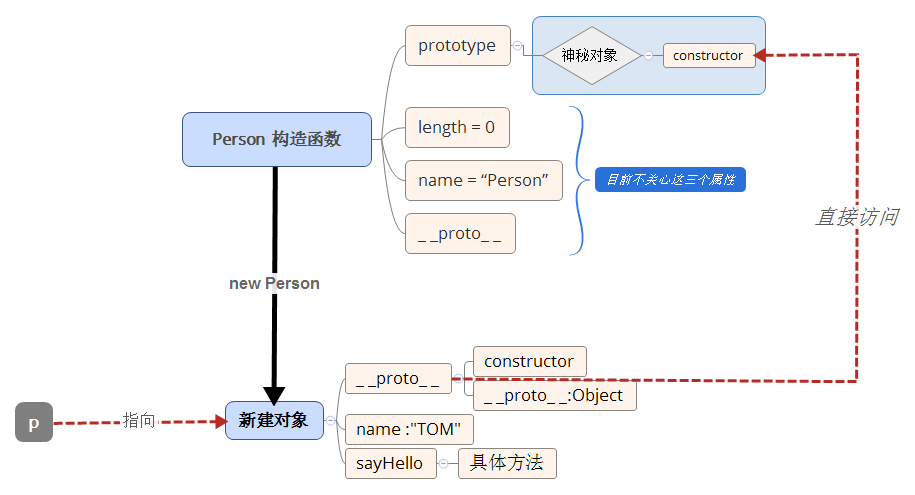 prototype
神秘对象
constructor
Person 构造函数
length = 0
name = “Person”
目前不关心这三个属性
_ _proto_ _
直接访问
new Person
_ _proto_ _
constructor
_ _proto_ _:Object
p
指向
新建对象
name :"TOM"
sayHello
具体方法